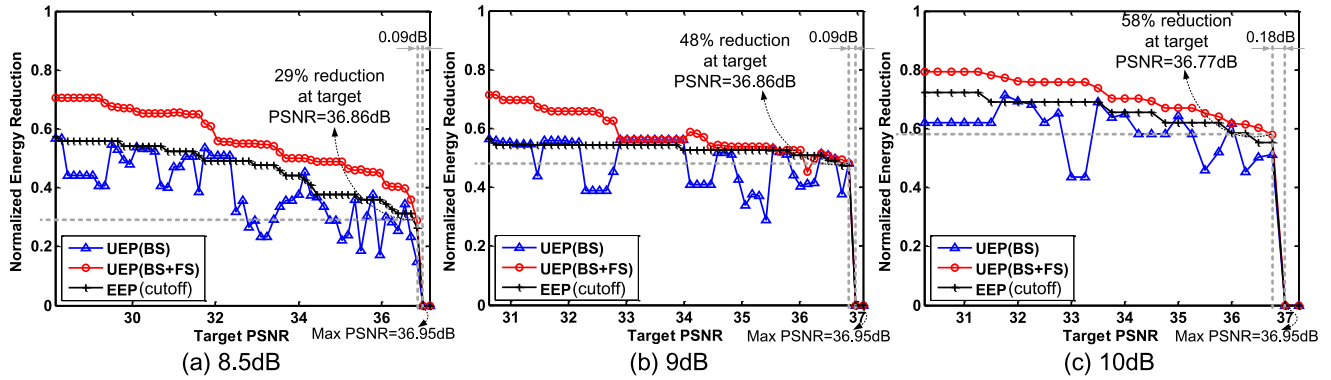 Normalized Energy Reduction
1
0.8
0.6
0.4
0.2
0
0.09dB
29% reduction
at target
PSNR=36.86dB
UEP(BS)
UEP(BS+FS)
EEP(cutoff)
30 32 34 36
Target PSNR
Max PSNR=36.95dB
(a) 8.5dB
Normalized Energy Reduction
1
0.8
0.6
0.4
0.2
0
0.09dB
48% reduction
at target
PSNR=36.86dB
UEP(BS)
UEP(BS+FS)
EEP(cutoff)
31 32 33 34 35 36 37
Target PSNR
Max PSNR=36.95dB
(b) 9dB
Normalized Energy Reduction
1
0.8
0.6
0.4
0.2
0
0.18dB
58% reduction
at target
PSNR=36.77dB
UEP(BS)
UEP(BS+FS)
EEP(cutoff)
31 32 33 34 35 36 37
Target PSNR
Max PSNR=36.95dB
(c) 10dB